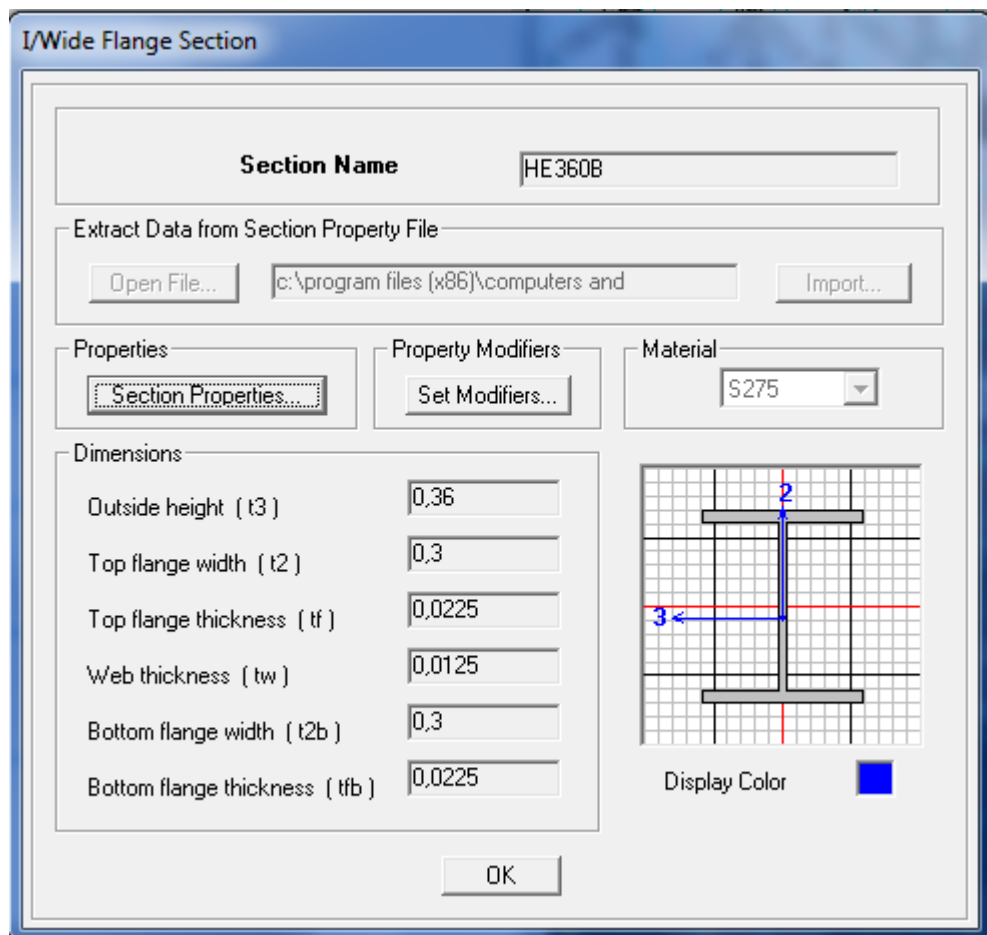 I/Wide Flange Section
Section Name HE360B
Extract Data from Section Property File
Open File... c:\program files (x86)\computers and Import...
Properties Property Modifiers Material
Section Properties... Set Modifiers... S275
Dimensions
Outside height ( t3 ) 0,36
Top flange width ( t2 ) 0,3
Top flange thickness ( tf ) 0,0225
Web thickness ( tw ) 0,0125
Bottom flange width ( t2b ) 0,3
Bottom flange thickness ( tfb ) 0,0225
2
3
Display Color
OK